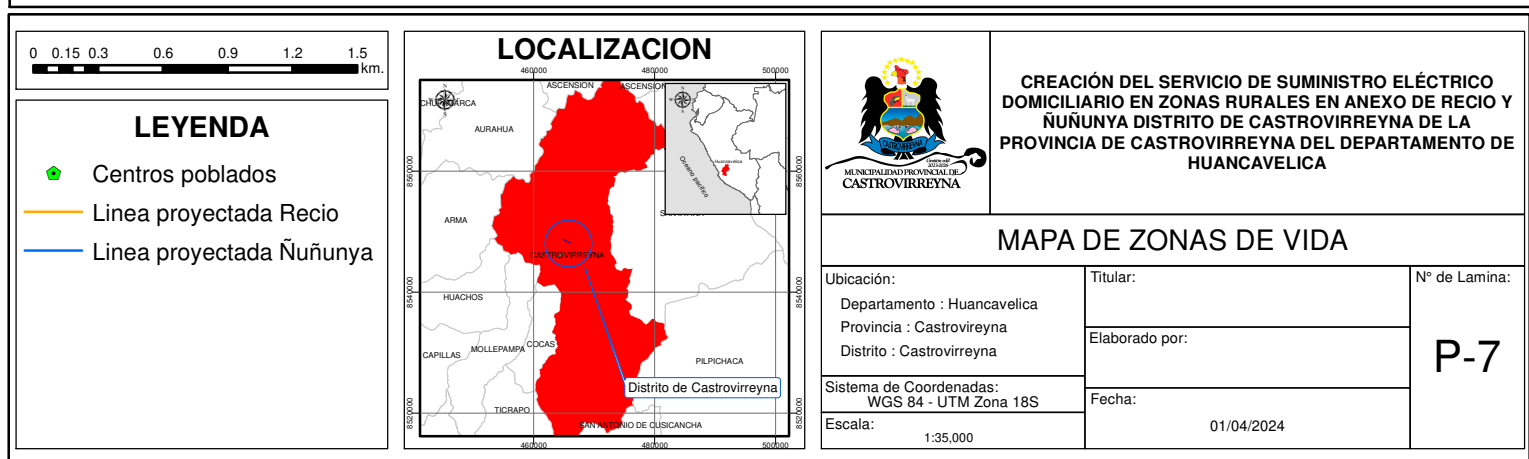 0 0.15 0.3 0.6 0.9 1.2 1.5
km.
LEYENDA
Centros poblados
Linea proyectada Recio
Linea proyectada Ñuñunya
LOCALIZACION
460000 480000 500000
ASCENSION ASCENSION
AURAHUA
Huancavelica
Oceano pacifico
8560000 8560000
ARMA
CASTROVIRREYNA
8540000 8540000
HUACHOS
COCAS
MOLLEPAMPA
CAPILLAS
PILPICHACA
Distrito de Castrovirreyna
TICRAPO
8520000 8520000
SAN ANTONIO DE CUSICANCHA
460000 480000 500000
CASTROVIRREYNA
Gestión edil
2023-2026
MUNICIPALIDAD PROVINCIAL DE
CASTROVIRREYNA
CREACIÓN DEL SERVICIO DE SUMINISTRO ELÉCTRICO
DOMICILIARIO EN ZONAS RURALES EN ANEXO DE RECIO Y
ÑUÑUNYA DISTRITO DE CASTROVIRREYNA DE LA
PROVINCIA DE CASTROVIRREYNA DEL DEPARTAMENTO DE
HUANCAVELICA
MAPA DE ZONAS DE VIDA
Ubicación:
Departamento : Huancavelica
Provincia : Castrovireyna
Distrito : Castrovirreyna
Sistema de Coordenadas:
WGS 84 - UTM Zona 18S
Escala:
1:35,000
Titular:
Elaborado por:
Fecha:
01/04/2024
N° de Lamina:
P-7